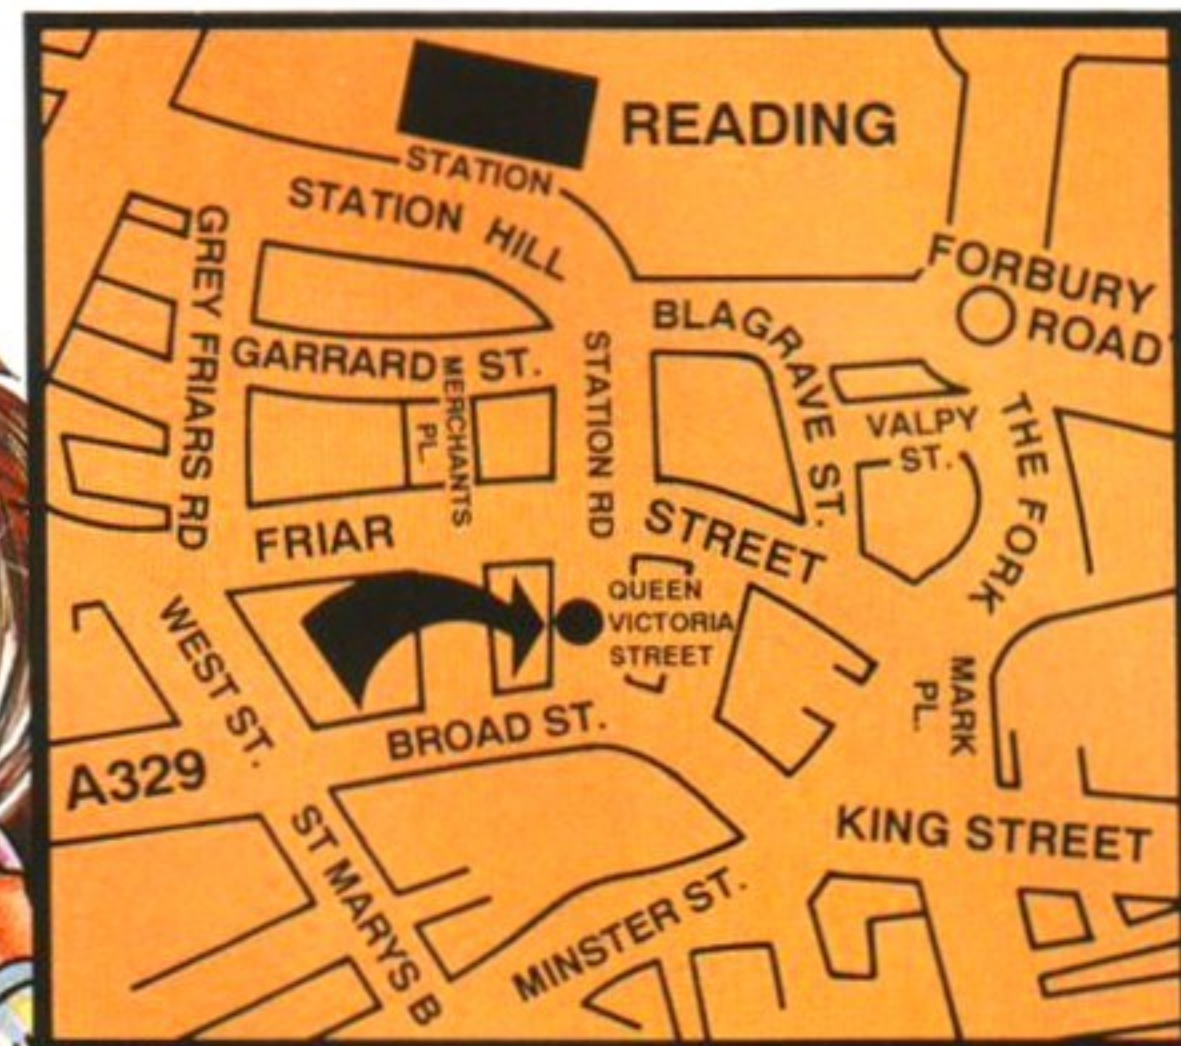 READING
STATION
STATION HILL
GREY FRIARS RD
FORBURY
ROAD
BLAGRAVE ST.
GARRARD ST.
MERCHANTS
PL.
STATION RD
VALPY
ST.
THE FORK
FRIAR STREET
QUEEN
VICTORIA
STREET
WEST ST.
MARK
PL.
BROAD ST.
A329
KING STREET
ST MARYS B
MINSTER ST.